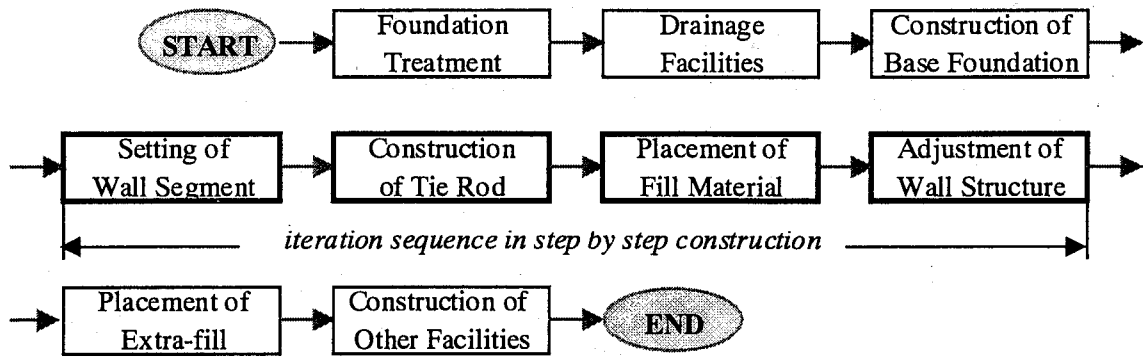 START
Foundation
Treatment
Drainage
Facilities
Construction of
Base Foundation
Setting of
Wall Segment
Construction
of Tie Rod
Placement of
Fill Material
Adjustment of
Wall Structure
iteration sequence in step by step construction
Placement of
Extra-fill
Construction of
Other Facilities
END